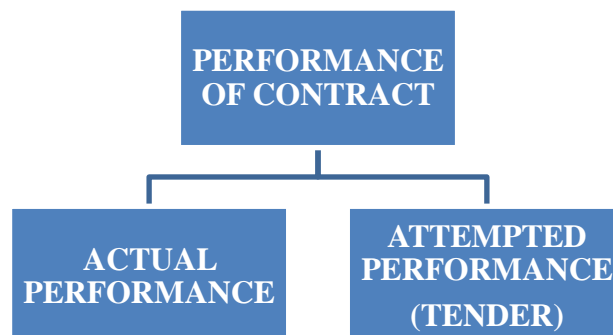 PERFORMANCE
OF CONTRACT
ACTUAL
PERFORMANCE
ATTEMPTED
PERFORMANCE
(TENDER)